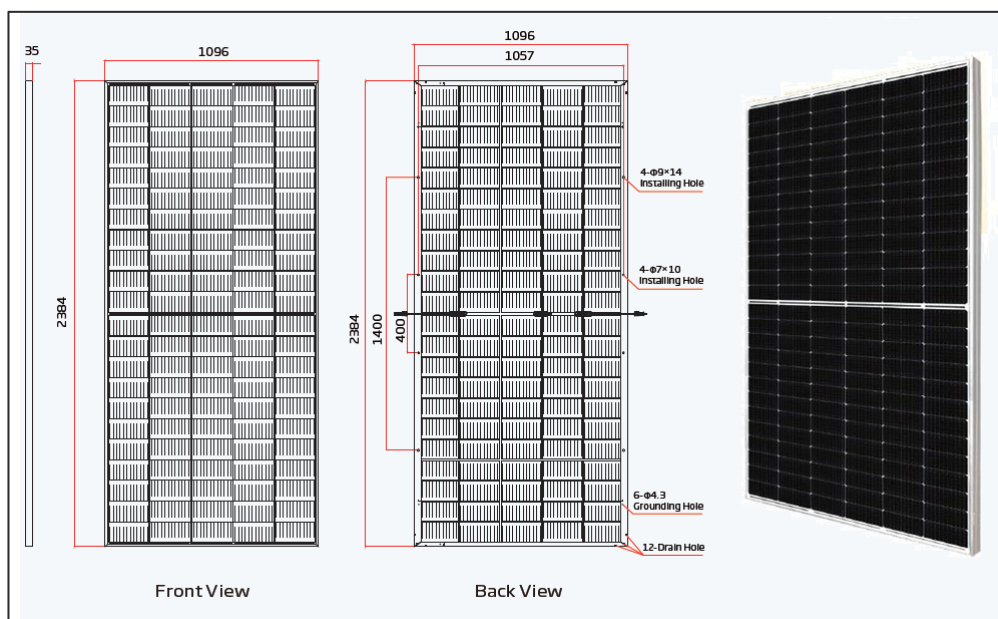 35
1096
2384
Front View
1096
1057
2384
1400
400
4-Φ9×14
Installing Hole
4-Φ7×10
Installing Hole
6-Φ4.3
Grounding Hole
12-Drain Hole
Back View